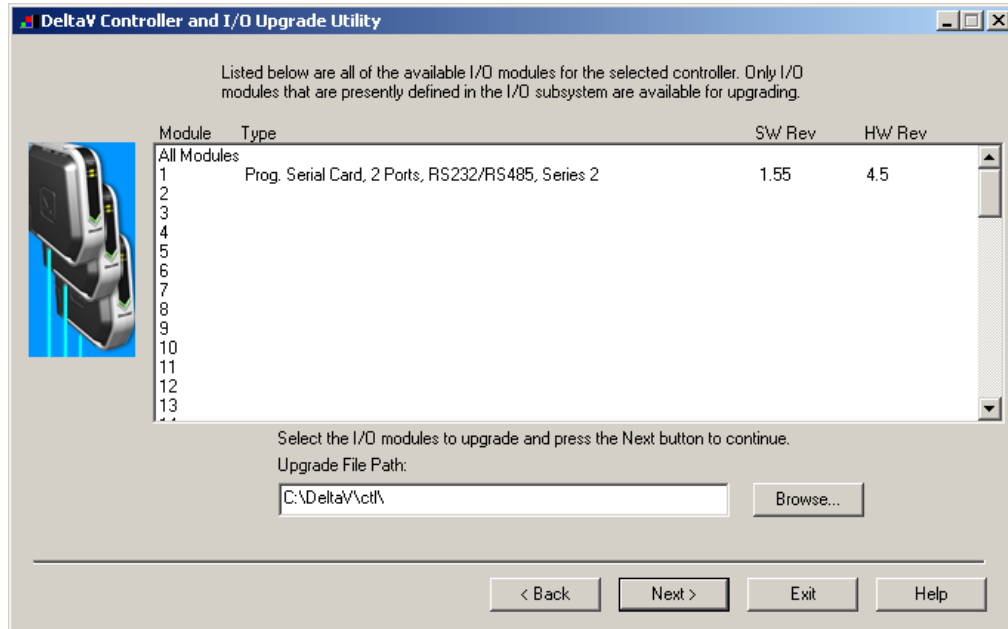 DeltaV Controller and I/O Upgrade Utility
Listed below are all of the available I/O modules for the selected controller. Only I/O
modules that are presently defined in the I/O subsystem are available for upgrading.
Module Type SW Rev HW Rev
All Modules
1 Prog. Serial Card, 2 Ports, RS232/RS485, Series 2 1.55 4.5
2
3
4
5
6
7
8
9
10
11
12
13
Select the I/O modules to upgrade and press the Next button to continue.
Upgrade File Path:
C:\DeltaV\ctl\ Browse...
< Back Next > Exit Help